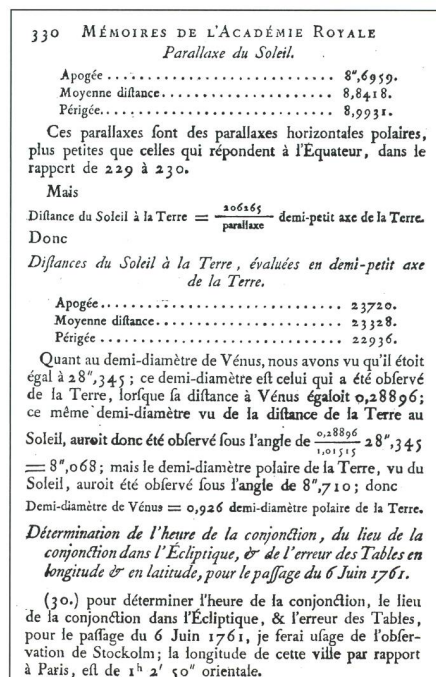 330 MÉMOIRES DE L'ACADÉMIE ROYALE
Parallaxe du Soleil.
Apogée .............................. 8",6959.
Moyenne diſtance..................... 8,8418.
Périgée .............................. 8,9931.
Ces parallaxes ſont des parallaxes horizontales polaires,
plus petites que celles qui répondent à l'Équateur, dans le
rapport de 229 à 230.
Mais
Diſtance du Soleil à la Terre = 206265/parallaxe demi-petit axe de la Terre.
Donc
Diſtances du Soleil à la Terre, évaluées en demi-petit axe
de la Terre.
Apogée .............................. 23720.
Moyenne diſtance..................... 23328.
Périgée .............................. 22936.
Quant au demi-diamètre de Vénus, nous avons vu qu'il étoit
égal à 28",345; ce demi-diamètre eſt celui qui a été obſervé
de la Terre, lorſque ſa diſtance à Vénus égaloit 0,28896;
ce même demi-diamètre vu de la diſtance de la Terre au
Soleil, auroit donc été obſervé ſous l'angle de 0,28896/1,01515 28",345
= 8",068; mais le demi-diamètre polaire de la Terre, vu du
Soleil, auroit été obſervé ſous l'angle de 8",710; donc
Demi-diamètre de Vénus = 0,926 demi-diamètre polaire de la Terre.
Détermination de l'heure de la conjonction, du lieu de la
conjonction dans l'Écliptique, & de l'erreur des Tables en
longitude & en latitude, pour le paſſage du 6 Juin 1761.
(30.) pour déterminer l'heure de la conjonction, le lieu
de la conjonction dans l'Écliptique, & l'erreur des Tables,
pour le paſſage du 6 Juin 1761, je ferai uſage de l'obſer-
vation de Stockolm; la longitude de cette ville par rapport
à Paris, eſt de 1h 2' 50" orientale.